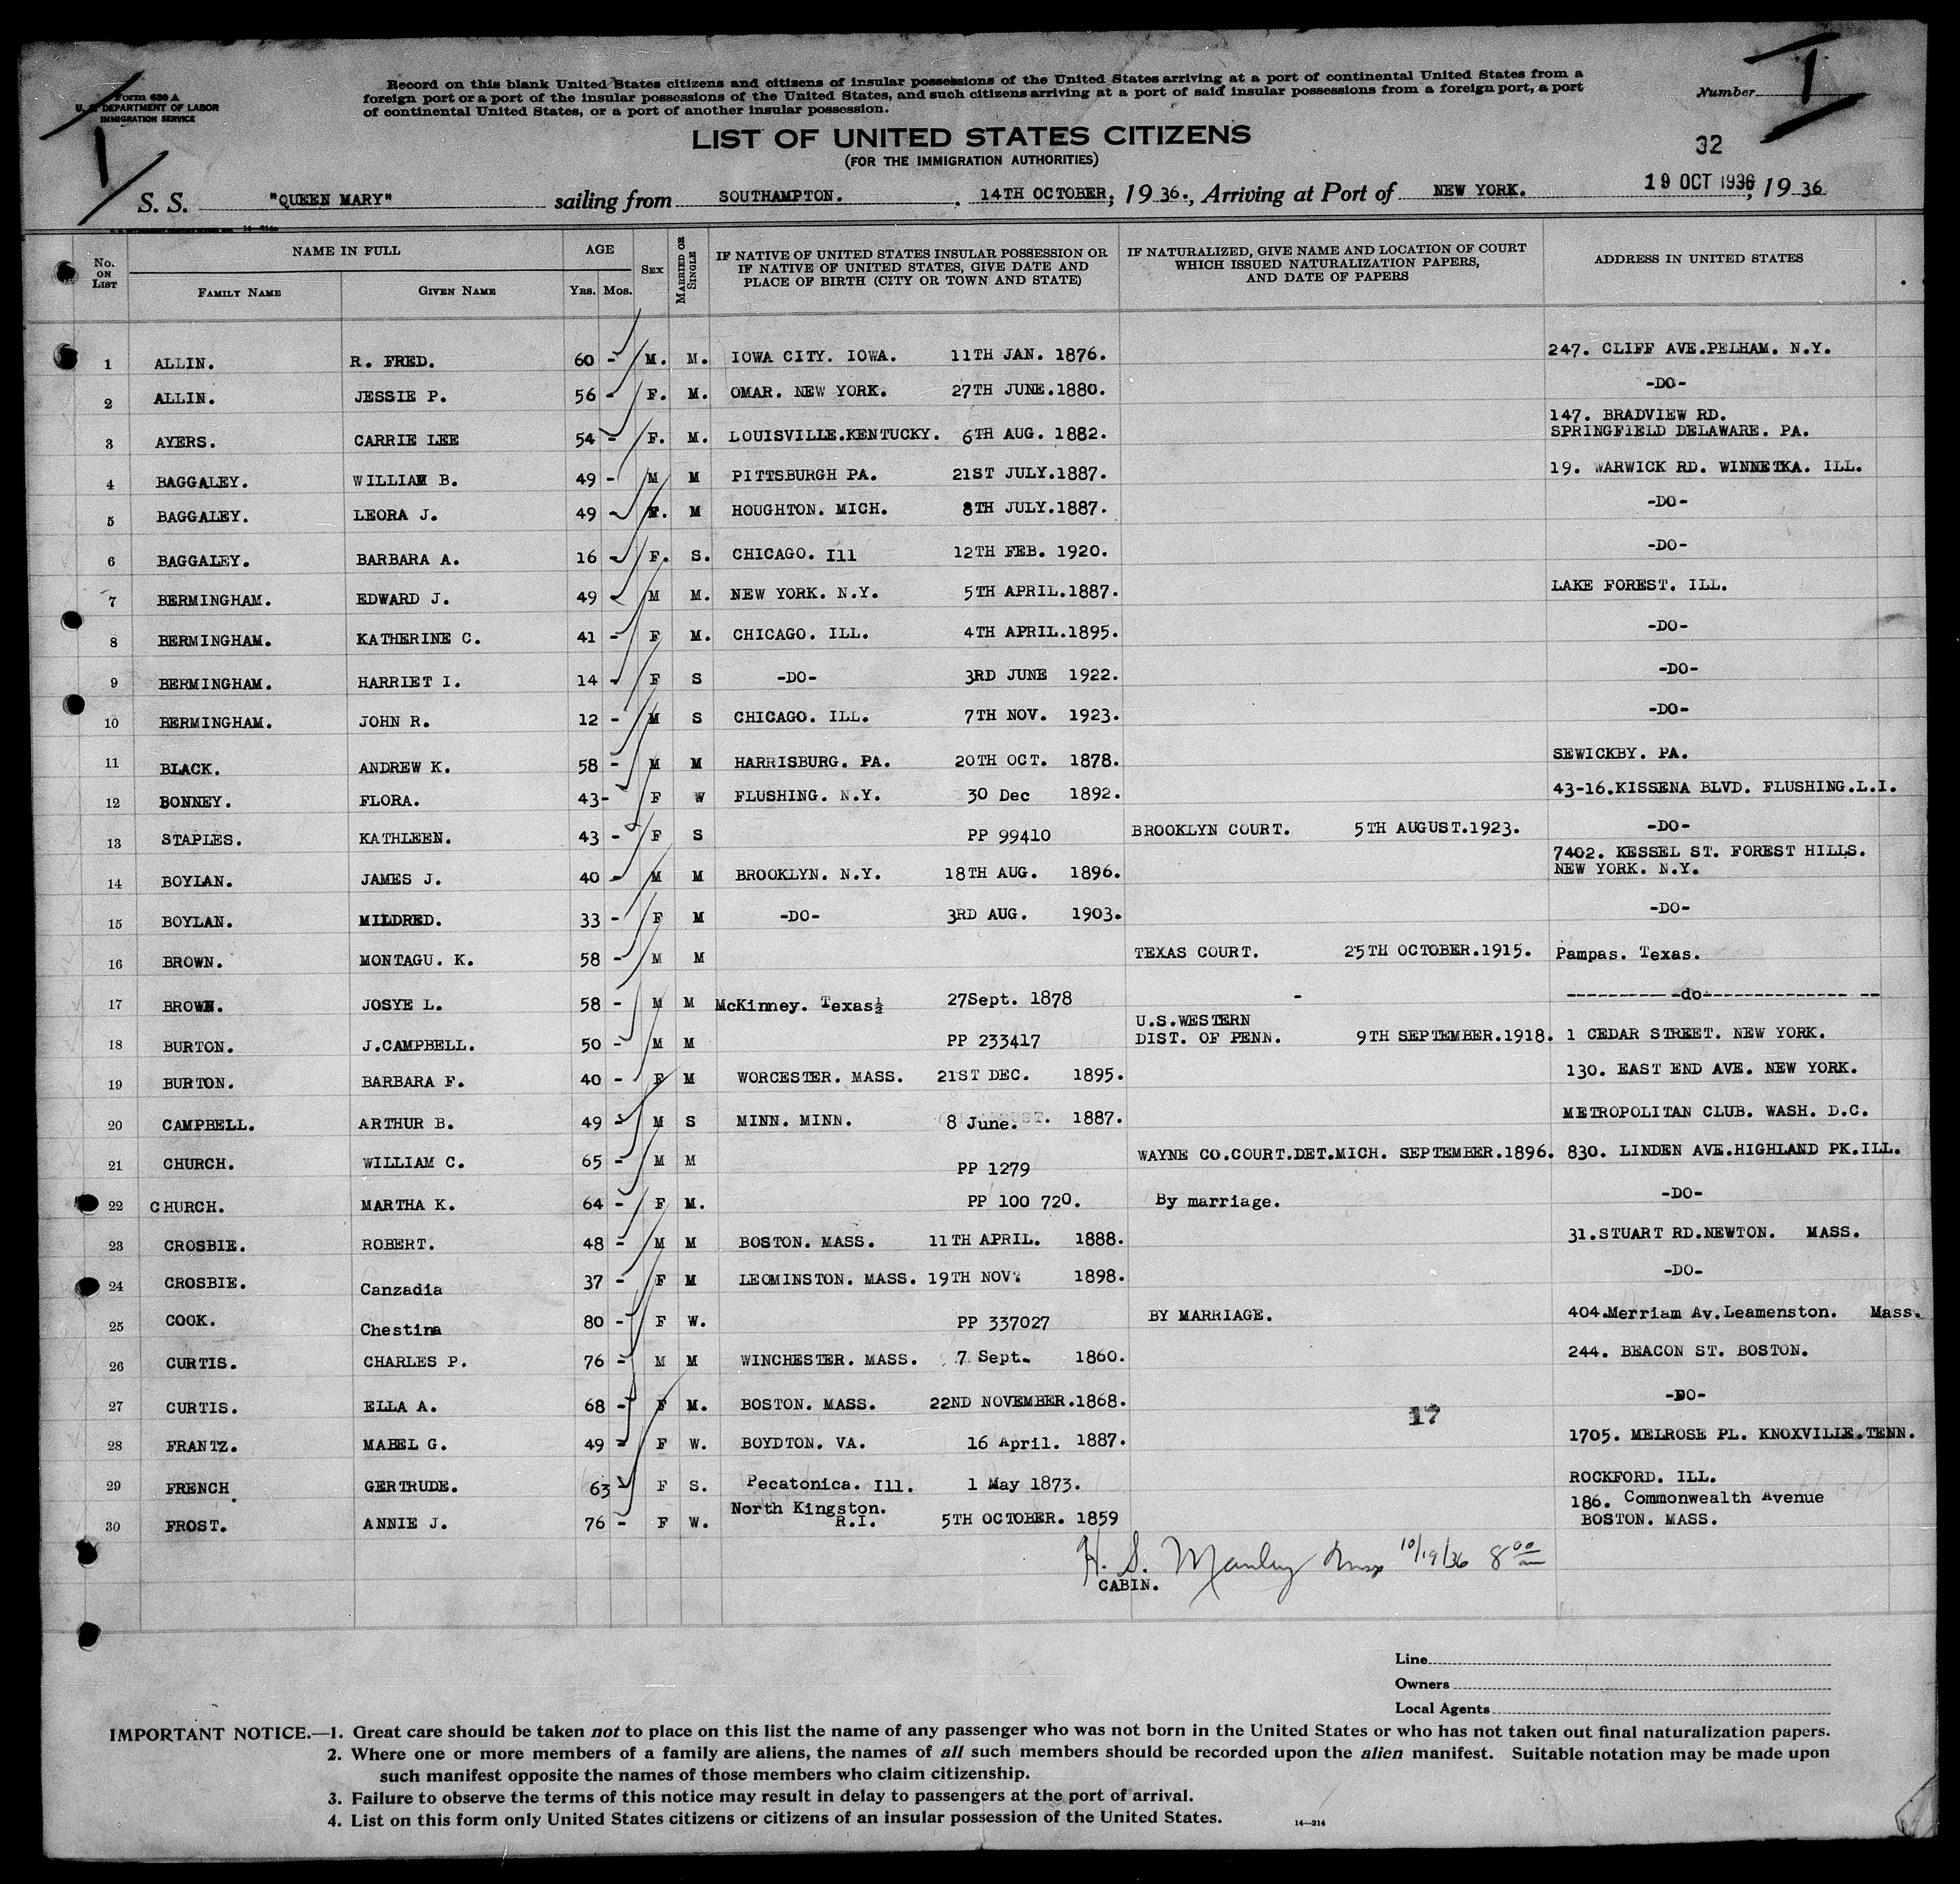 Form 630 A
U. S. DEPARTMENT OF LABOR
IMMIGRATION SERVICE
Record on this blank United States citizens and citizens of insular possessions of the United States arriving at a port of continental United States from a
foreign port or a port of the insular possessions of the United States, and such citizens arriving at a port of said insular possessions from a foreign port, a port
of continental United States, or a port of another insular possession.
Number I
LIST OF UNITED STATES CITIZENS
(FOR THE IMMIGRATION AUTHORITIES)
32
S. S. "QUEEN MARY" sailing from SOUTHAMPTON. 14TH OCTOBER, 1936., Arriving at Port of NEW YORK. 19 OCT 1936, 1936
No. ON LIST NAME IN FULL AGE SEX MARRIED OR SINGLE IF NATIVE OF UNITED STATES INSULAR POSSESSION OR IF NATIVE OF UNITED STATES, GIVE DATE AND PLACE OF BIRTH (CITY OR TOWN AND STATE) IF NATURALIZED, GIVE NAME AND LOCATION OF COURT WHICH ISSUED NATURALIZATION PAPERS, AND DATE OF PAPERS ADDRESS IN UNITED STATES
FAMILY NAME GIVEN NAME YRS. MOS.
1 ALLIN. R. FRED. 60 - M. M. IOWA CITY. IOWA. 11TH JAN. 1876. 247. CLIFF AVE.PELHAM. N.Y.
2 ALLIN. JESSIE P. 56 - F. M. OMAR. NEW YORK. 27TH JUNE.1880. -DO-
3 AYERS. CARRIE LEE 54 - F. M. LOUISVILLE.KENTUCKY. 6TH AUG. 1882. 147. BRADVIEW RD.
SPRINGFIELD DELAWARE. PA.
4 BAGGALEY. WILLIAM B. 49 - M M PITTSBURGH PA. 21ST JULY.1887. 19. WARWICK RD. WINNETKA. ILL.
5 BAGGALEY. LEORA J. 49 - F. M HOUGHTON. MICH. 8TH JULY.1887. -DO-
6 BAGGALEY. BARBARA A. 16 - F. S. CHICAGO. Ill 12TH FEB. 1920. -DO-
7 BERMINGHAM. EDWARD J. 49 - M M. NEW YORK. N.Y. 5TH APRIL.1887. LAKE FOREST. ILL.
8 BERMINGHAM. KATHERINE C. 41 - F M. CHICAGO. ILL. 4TH APRIL.1895. -DO-
9 BERMINGHAM. HARRIET I. 14 - F S -DO- 3RD JUNE 1922. -DO-
10 BERMINGHAM. JOHN R. 12 - M S CHICAGO. ILL. 7TH NOV. 1923. -DO-
11 BLACK. ANDREW K. 58 - M M HARRISBURG. PA. 20TH OCT. 1878. SEWICKBY. PA.
12 BONNEY. FLORA. 43- F W FLUSHING. N.Y. 30 Dec 1892. 43-16.KISSENA BLVD. FLUSHING.L.I.
13 STAPLES. KATHLEEN. 43 - F S PP 99410 BROOKLYN COURT. 5TH AUGUST.1923. -DO-
14 BOYLAN. JAMES J. 40 - M M BROOKLYN. N.Y. 18TH AUG. 1896. 7402. KESSEL ST. FOREST HILLS.
NEW YORK. N.Y.
15 BOYLAN. MILDRED. 33 - F M -DO- 3RD AUG. 1903. -DO-
16 BROWN. MONTAGU. K. 58 - M M TEXAS COURT. 25TH OCTOBER.1915. Pampas. Texas.
17 BROWN. JOSYE L. 58 - M M McKinney. Texas½ 27Sept. 1878 - -do-
18 BURTON. J.CAMPBELL. 50 - M M PP 233417 U.S.WESTERN
DIST. OF PENN. 9TH SEPTEMBER.1918. 1 CEDAR STREET. NEW YORK.
19 BURTON. BARBARA F. 40 - F M WORCESTER. MASS. 21ST DEC. 1895. 130. EAST END AVE. NEW YORK.
20 CAMPBELL. ARTHUR B. 49 - M S MINN. MINN. 8 June. 1887. METROPOLITAN CLUB. WASH. D.C.
21 CHURCH. WILLIAM C. 65 - M M PP 1279 WAYNE CO.COURT.DET.MICH. SEPTEMBER.1896. 830. LINDEN AVE.HIGHLAND PK.ILL.
22 CHURCH. MARTHA K. 64 - F M. PP 100 720. By marriage. -DO-
23 CROSBIE. ROBERT. 48 - M M BOSTON. MASS. 11TH APRIL. 1888. 31.STUART RD.NEWTON. MASS.
24 CROSBIE. Canzadia 37 - F M LEOMINSTON. MASS. 19TH NOV. 1898. -DO-
25 COOK. Chestina 80 - F W. PP 337027 BY MARRIAGE. 404.Merriam Av.Leamenston. Mass.
26 CURTIS. CHARLES P. 76 - M M WINCHESTER. MASS. 7 Sept. 1860. 244. BEACON ST. BOSTON.
27 CURTIS. ELLA A. 68 - F M. BOSTON. MASS. 22ND NOVEMBER.1868. -DO-
17
28 FRANTZ. MABEL G. 49 - F W. BOYDTON. VA. 16 April. 1887. 1705. MELROSE PL. KNOXVILLE.TENN.
29 FRENCH. GERTRUDE. 63 F S. Pecatonica. Ill. 1 May 1873. ROCKFORD. ILL.
30 FROST. ANNIE J. 76 - F W. North Kingston.
R.I. 5TH OCTOBER. 1859 186. Commonwealth Avenue
BOSTON. MASS.
H. S. Manley 10/19/36 8 00
CABIN.
Line
Owners
Local Agents
IMPORTANT NOTICE.—1. Great care should be taken not to place on this list the name of any passenger who was not born in the United States or who has not taken out final naturalization papers.
2. Where one or more members of a family are aliens, the names of all such members should be recorded upon the alien manifest. Suitable notation may be made upon
such manifest opposite the names of those members who claim citizenship.
3. Failure to observe the terms of this notice may result in delay to passengers at the port of arrival.
4. List on this form only United States citizens or citizens of an insular possession of the United States.
14—214